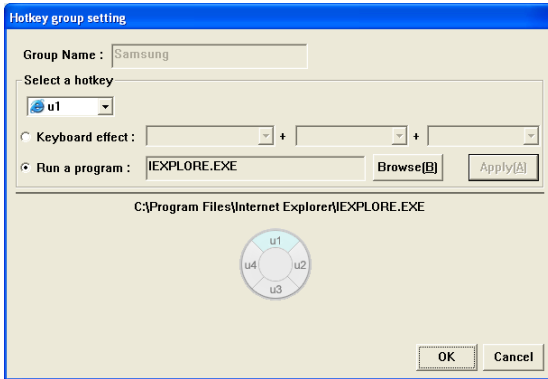 Hotkey group setting
Group Name : Samsung
Select a hotkey
u1
Keyboard effect : + +
Run a program : IEXPLORE.EXE Browse(B) Apply(A)
C:\Program Files\Internet Explorer\IEXPLORE.EXE
u1
u4 u2
u3
OK Cancel